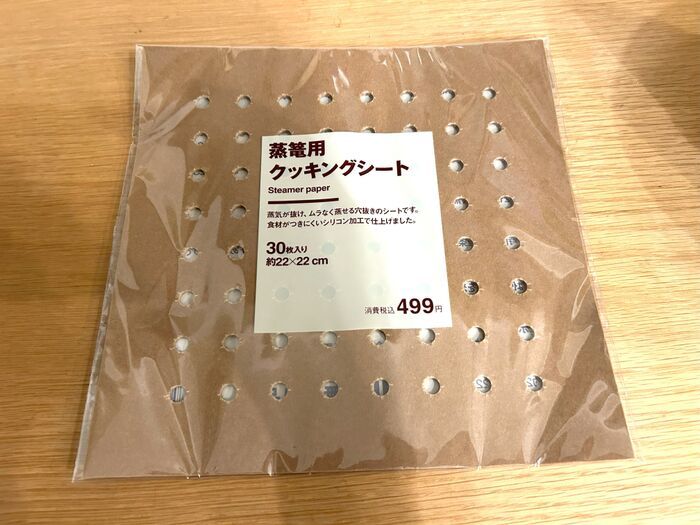 蒸篭用
クッキングシート
Steamer paper
蒸気が抜け、ムラなく蒸せる穴抜きのシートです。
食材がつきにくいシリコン加工で仕上げました。
30枚入り
約22×22cm
消費税込499円